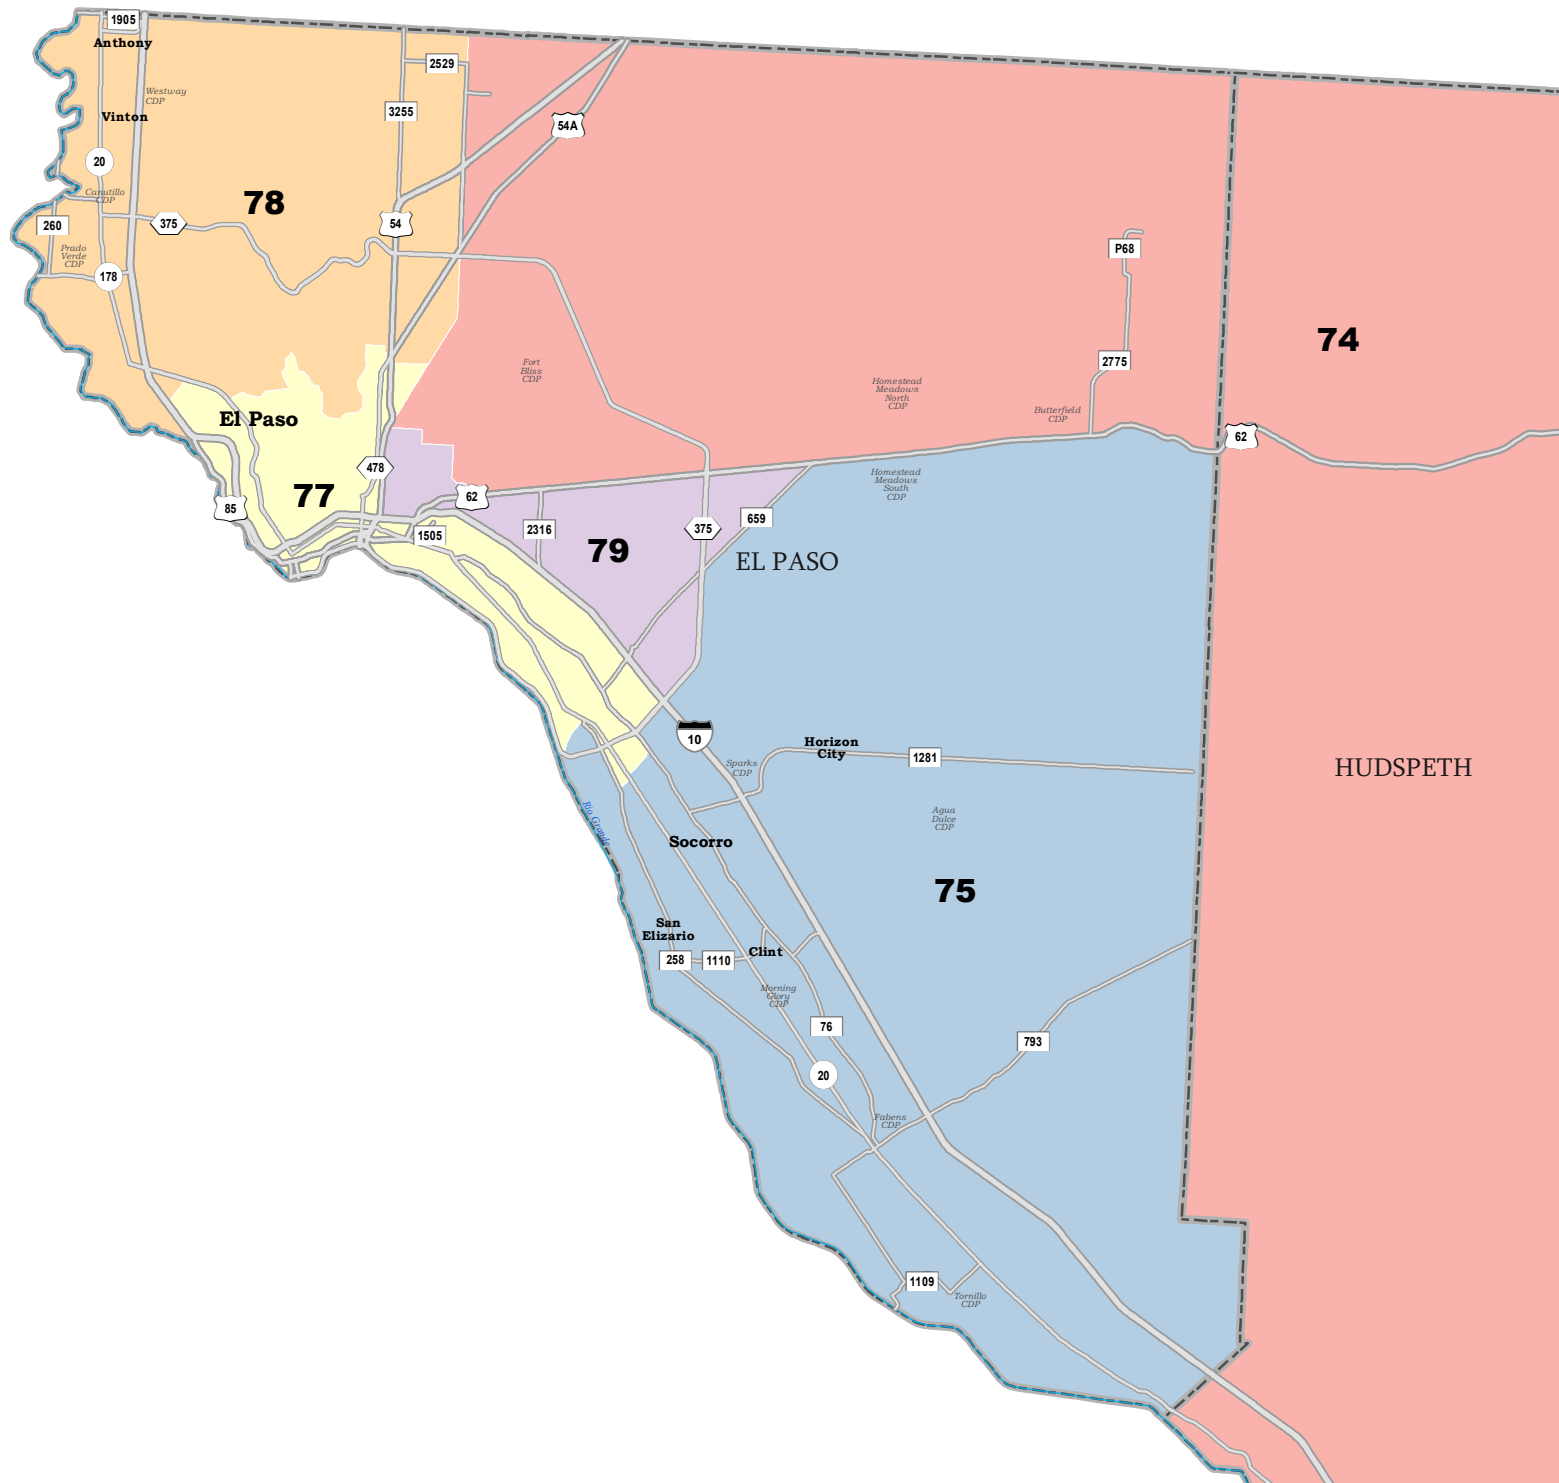 1905
Anthony
2529
Westway
CDP
3255
Vinton
54A
20
Canutillo
CDP
78
260
375
54
Prado
Verde
CDP
P68
178
74
Fort
Bliss
CDP
2775
Homestead
Meadows
North
CDP
Butterfield
CDP
El Paso
62
478
Homestead
Meadows
South
CDP
77
62
85
659
1505
2316
375
79
EL PASO
10
Horizon
City
1281
Sparks
CDP
HUDSPETH
Rio Grande
Agua
Dulce
CDP
Socorro
75
San
Elizario
Clint
258
1110
Morning
Glory
CDP
76
793
20
Fabens
CDP
1109
Tornillo
CDP